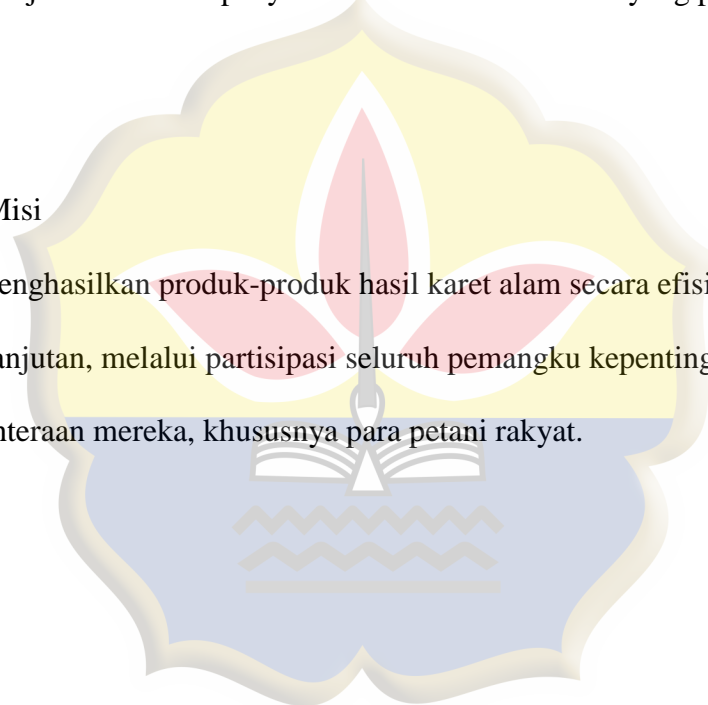 Misi
enghasilkan produk-produk hasil karet alam secara efisi
anjutan, melalui partisipasi seluruh pemangku kepenting
nteraan mereka, khususnya para petani rakyat.